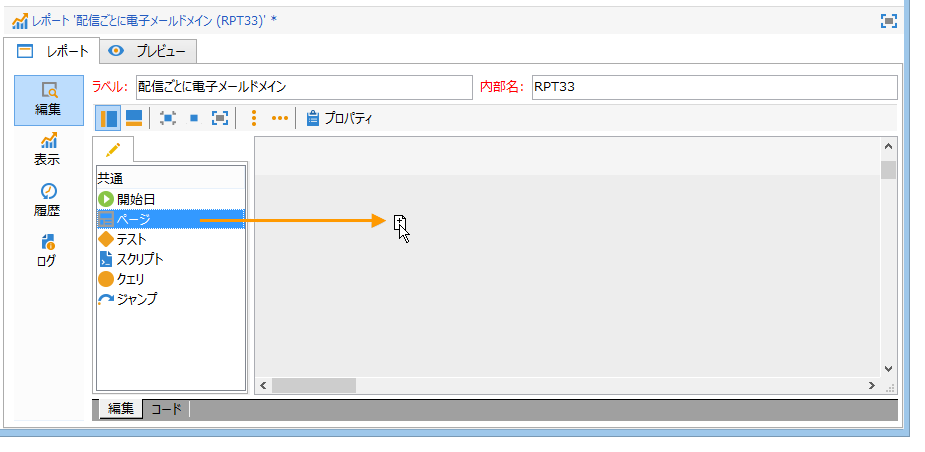 レポート '配信ごとに電子メールドメイン (RPT33)' *
レポート プレビュー
ラベル: 配信ごとに電子メールドメイン 内部名: RPT33
編集
表示
履歴
ログ
プロパティ
共通
開始日
ページ
テスト
スクリプト
クエリ
ジャンプ
編集 コード